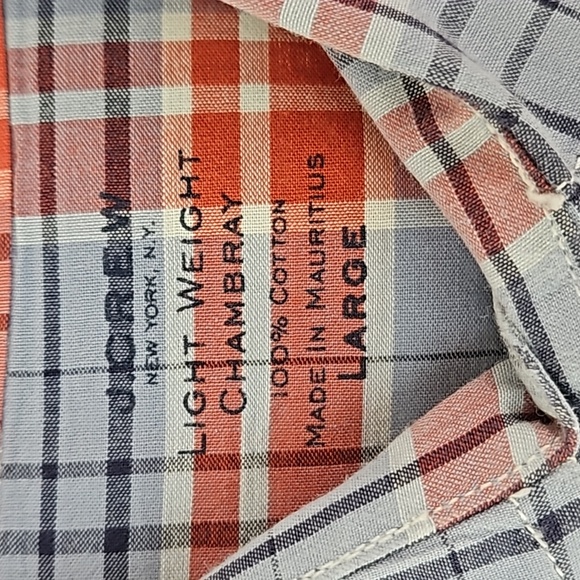 J.CREW
NEW YORK, N.Y.
LIGHT WEIGHT
CHAMBRAY
100% COTTON
MADE IN MAURITIUS
LARGE